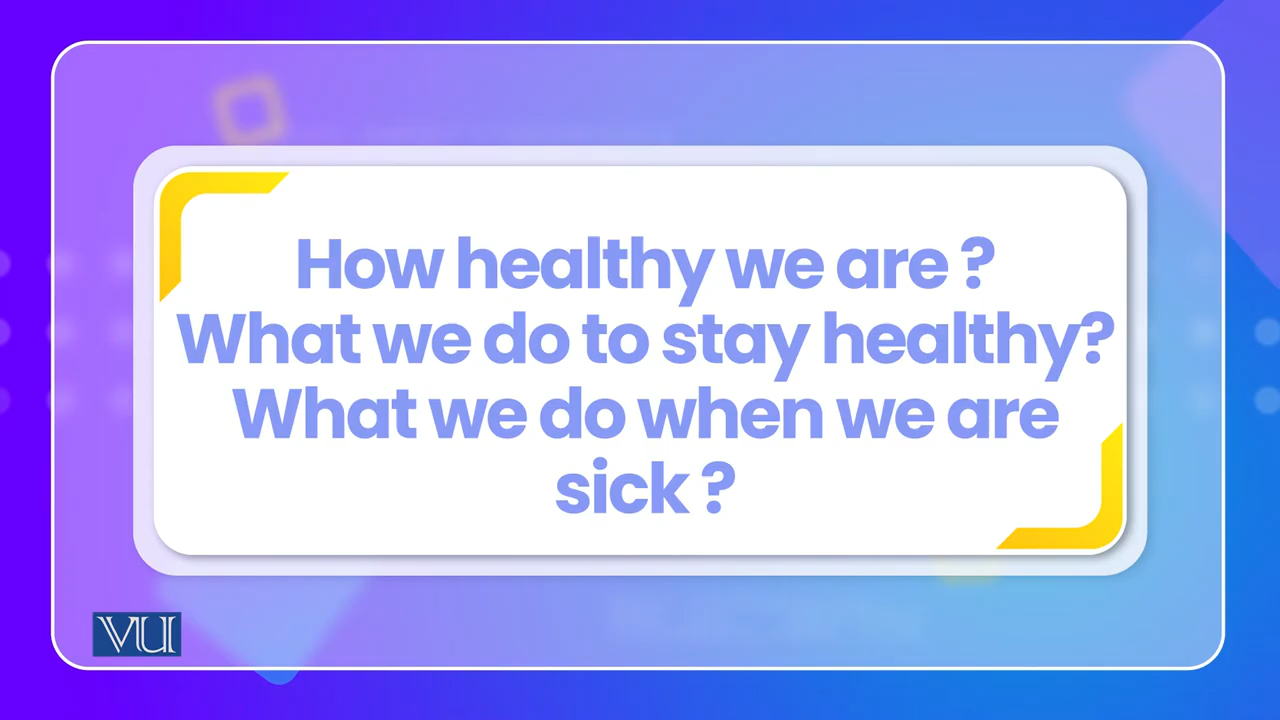 How healthy we are ?
What we do to stay healthy?
What we do when we are
sick ?
VU